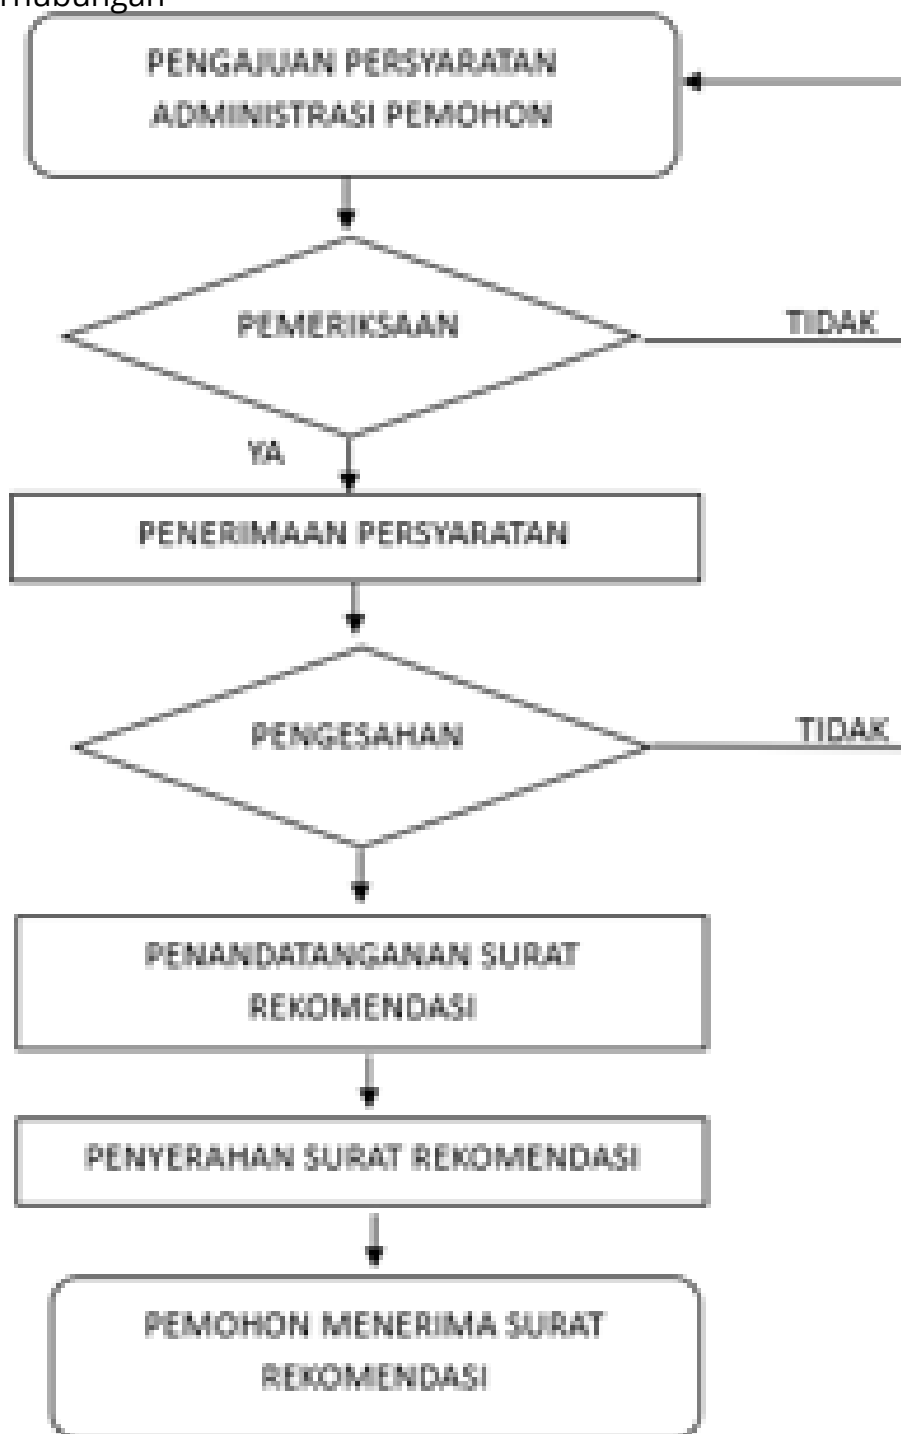 rhubungan
PENGAJUAN PERSYARATAN
ADMINISTRASI PEMOHON
PEMERIKSAAN
TIDAK
YA
PENERIMAAN PERSYARATAN
PENGESAHAN
TIDAK
PENANDATANGANAN SURAT
REKOMENDASI
PENYERAHAN SURAT REKOMENDASI
PEMOHON MENERIMA SURAT
REKOMENDASI